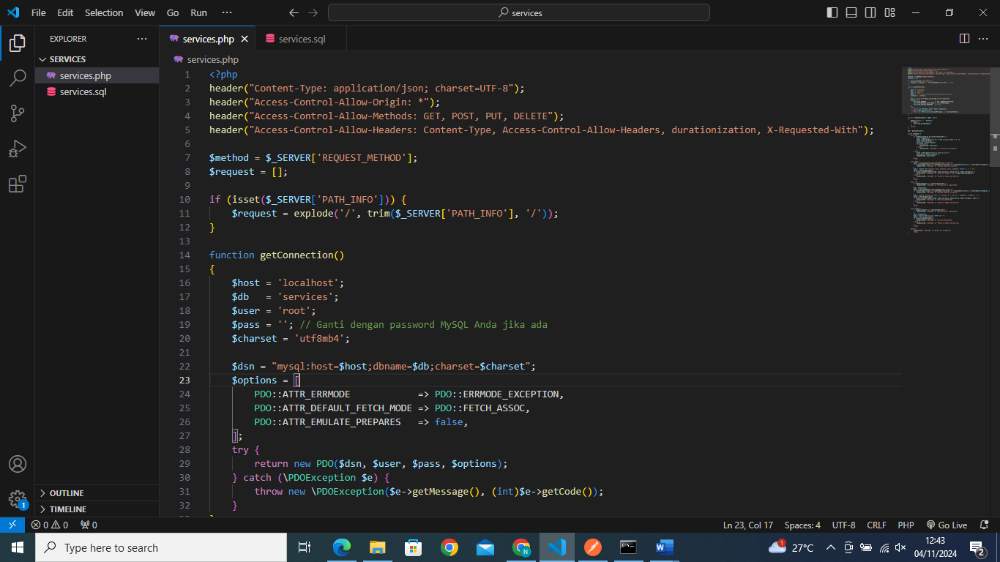 File Edit Selection View Go Run ···
services
EXPLORER ···
SERVICES
services.php
services.sql
OUTLINE
TIMELINE
services.php services.sql
services.php
1 <?php
2 header("Content-Type: application/json; charset=UTF-8");
3 header("Access-Control-Allow-Origin: *");
4 header("Access-Control-Allow-Methods: GET, POST, PUT, DELETE");
5 header("Access-Control-Allow-Headers: Content-Type, Access-Control-Allow-Headers, durationization, X-Requested-With");
6
7 $method = $_SERVER['REQUEST_METHOD'];
8 $request = [];
9
10 if (isset($_SERVER['PATH_INFO'])) {
11 $request = explode('/', trim($_SERVER['PATH_INFO'], '/'));
12 }
13
14 function getConnection()
15 {
16 $host = 'localhost';
17 $db   = 'services';
18 $user = 'root';
19 $pass = ''; // Ganti dengan password MySQL Anda jika ada
20 $charset = 'utf8mb4';
21
22 $dsn = "mysql:host=$host;dbname=$db;charset=$charset";
23 $options = [
24 PDO::ATTR_ERRMODE            => PDO::ERRMODE_EXCEPTION,
25 PDO::ATTR_DEFAULT_FETCH_MODE => PDO::FETCH_ASSOC,
26 PDO::ATTR_EMULATE_PREPARES   => false,
27 ];
28 try {
29 return new PDO($dsn, $user, $pass, $options);
30 } catch (\PDOException $e) {
31 throw new \PDOException($e->getMessage(), (int)$e->getCode());
32 }
1
0 0 0 Ln 23, Col 17 Spaces: 4 UTF-8 CRLF PHP Go Live
Type here to search
N
1
27°C
12:43
04/11/2024
2